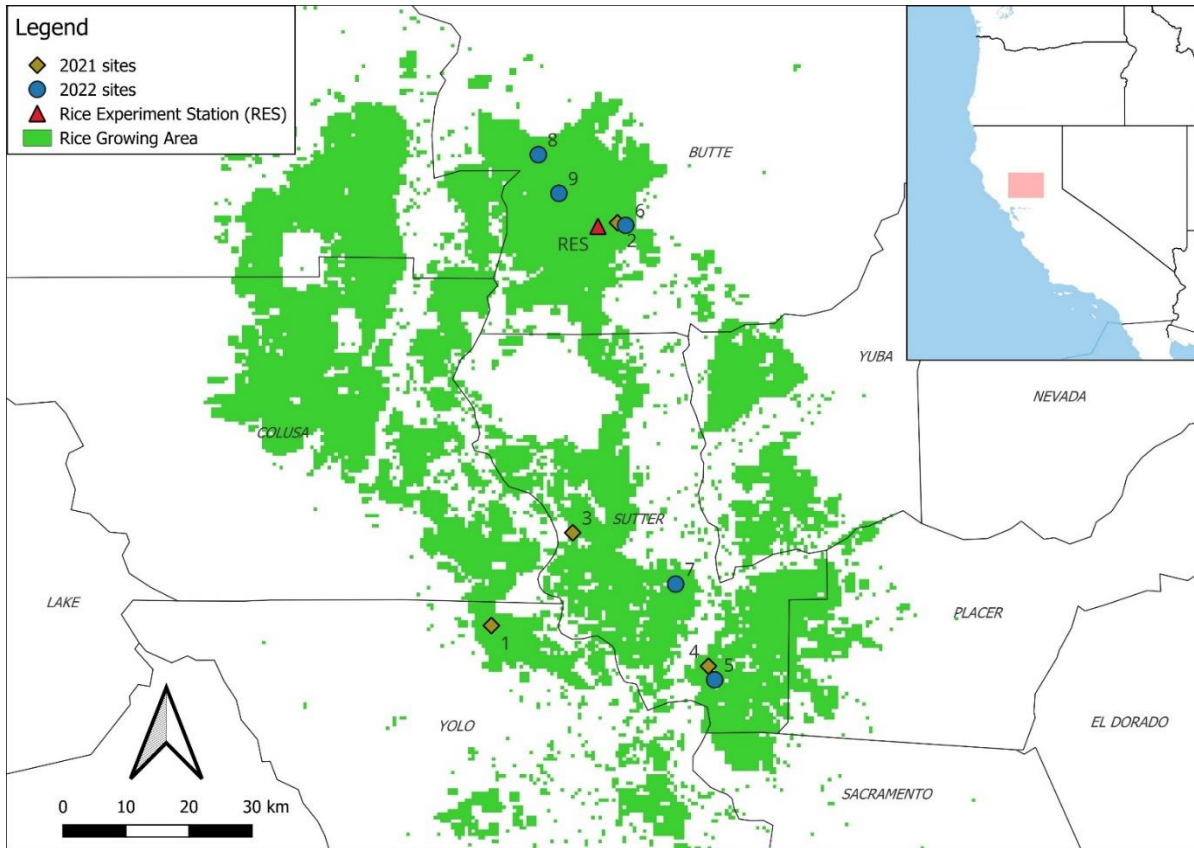 Legend
2021 sites
2022 sites
Rice Experiment Station (RES)
Rice Growing Area
8
BUTTE
9
6
RES
2
YUBA
NEVADA
COLUSA
3
SUTTER
7
LAKE
PLACER
1
4
5
YOLO
EL DORADO
SACRAMENTO
0 10 20 30 km